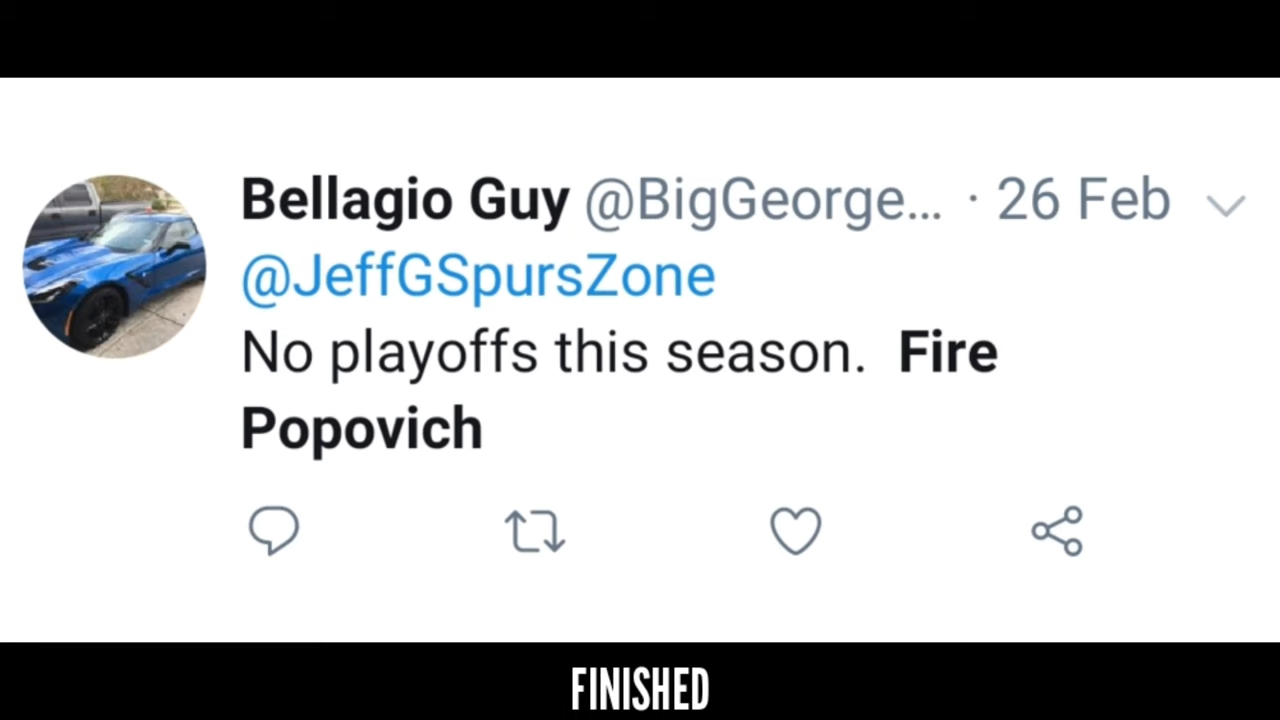 Bellagio Guy @BigGeorge... · 26 Feb
@JeffGSpursZone
No playoffs this season. Fire
Popovich
FINISHED